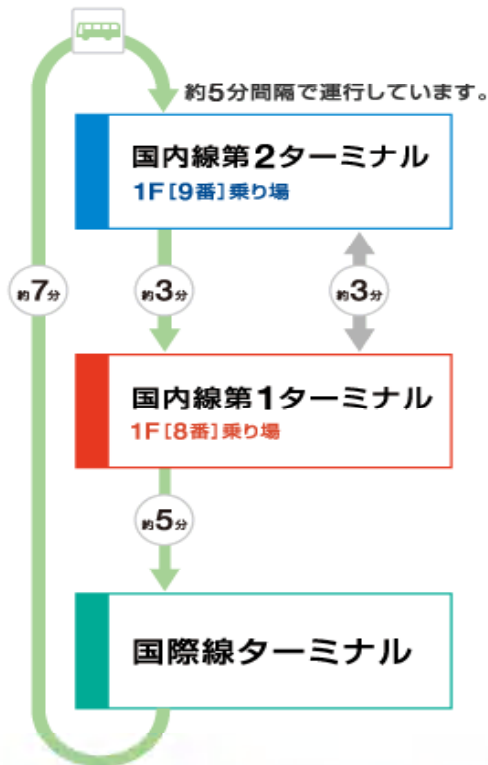 約5分間隔で運行しています。
国内線第2ターミナル
1F[9番]乗り場
約7分
約3分
約3分
国内線第1ターミナル
1F[8番]乗り場
約5分
国際線ターミナル